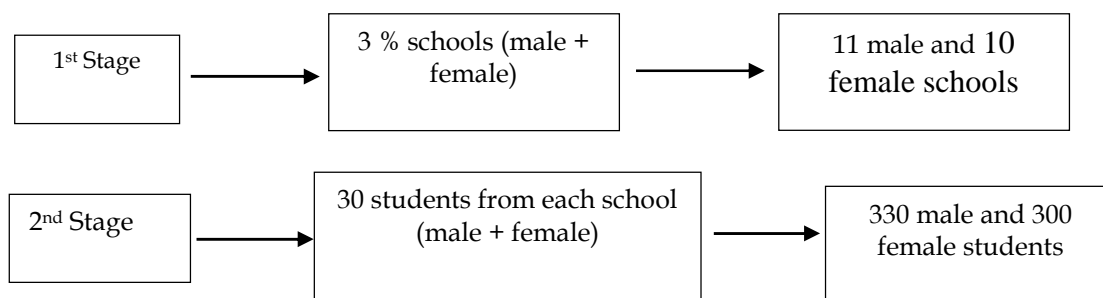 1st Stage
3 % schools (male +
female)
11 male and 10
female schools
2nd Stage
30 students from each school
(male + female)
330 male and 300
female students